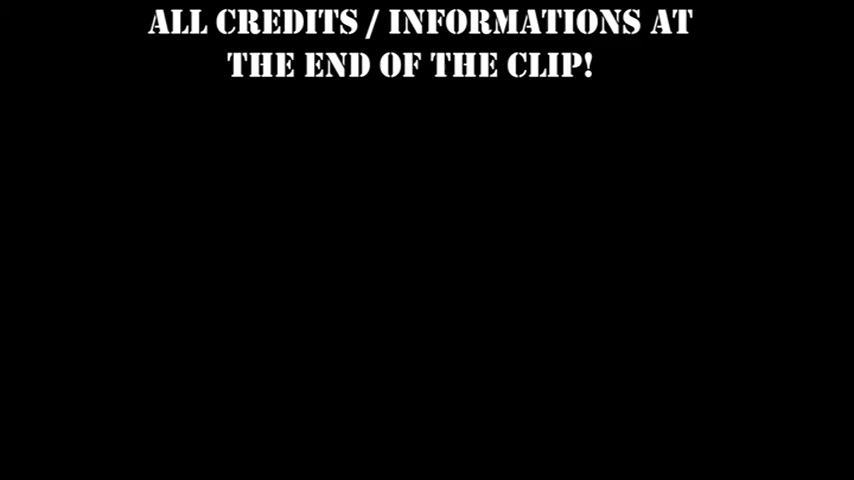 ALL CREDITS / INFORMATIONS AT
THE END OF THE CLIP!